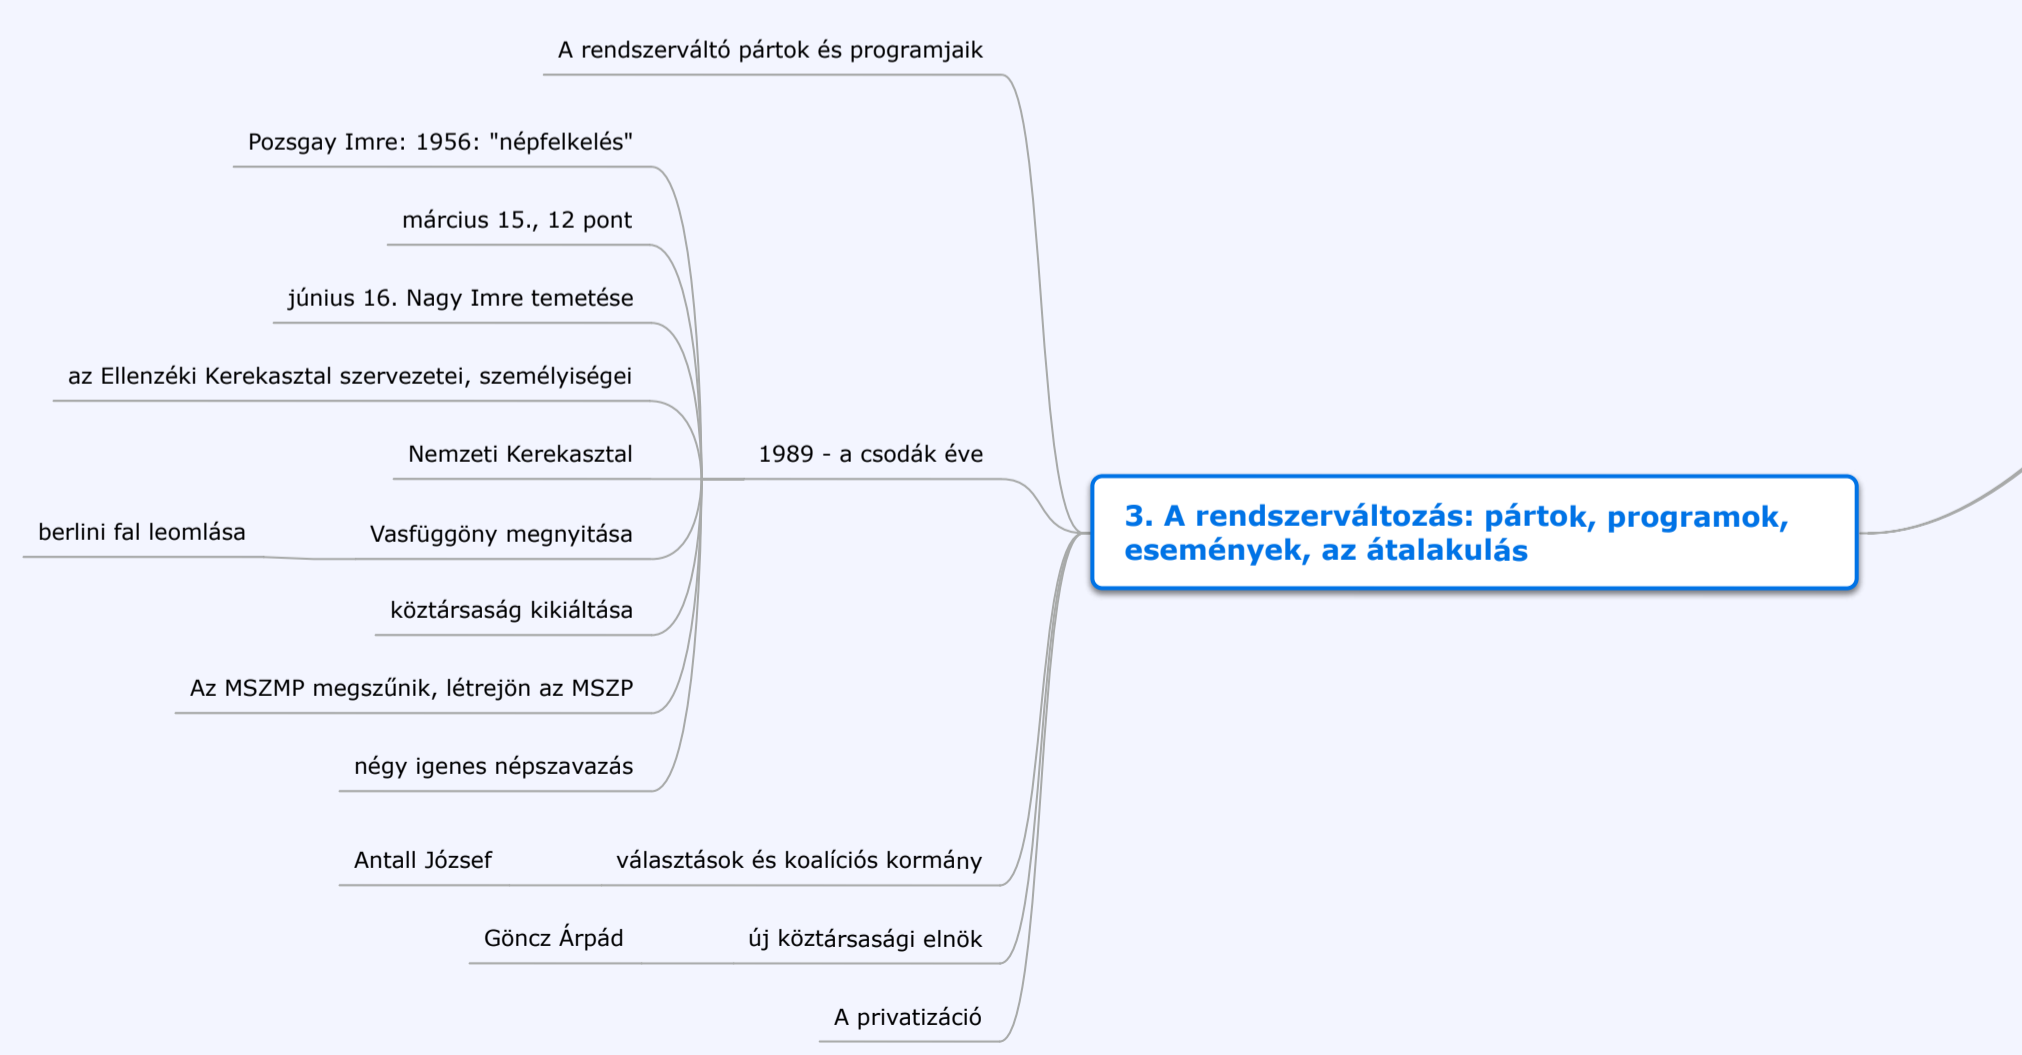 A rendszerváltó pártok és programjaik
Pozsgay Imre: 1956: "népfelkelés"
március 15., 12 pont
június 16. Nagy Imre temetése
az Ellenzéki Kerekasztal szervezetei, személyiségei
Nemzeti Kerekasztal
1989 - a csodák éve
berlini fal leomlása
Vasfüggöny megnyitása
köztársaság kikiáltása
Az MSZMP megszűnik, létrejön az MSZP
négy igenes népszavazás
3. A rendszerváltozás: pártok, programok,
események, az átalakulás
Antall József
választások és koalíciós kormány
Göncz Árpád
új köztársasági elnök
A privatizáció